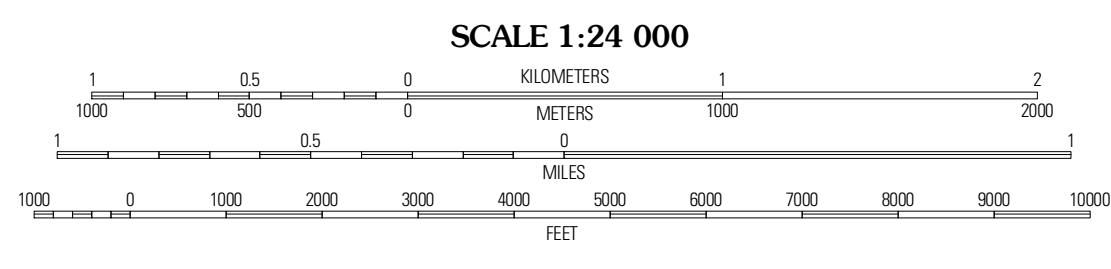 SCALE 1:24 000
1 0.5 0 KILOMETERS 1 2
1000 500 0 METERS 1000 2000
1 0.5 0 1
MILES
1000 0 1000 2000 3000 4000 5000 6000 7000 8000 9000 10000
FEET